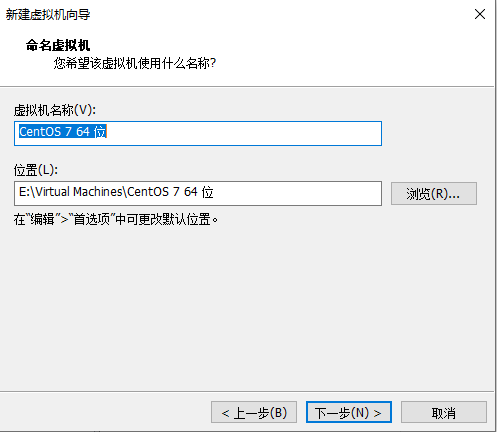 新建虚拟机向导
命名虚拟机
您希望该虚拟机使用什么名称?
虚拟机名称(V):
CentOS 7 64 位
位置(L):
E:\Virtual Machines\CentOS 7 64 位
浏览(R)...
在“编辑”>“首选项”中可更改默认位置。
< 上一步(B)
下一步(N) >
取消